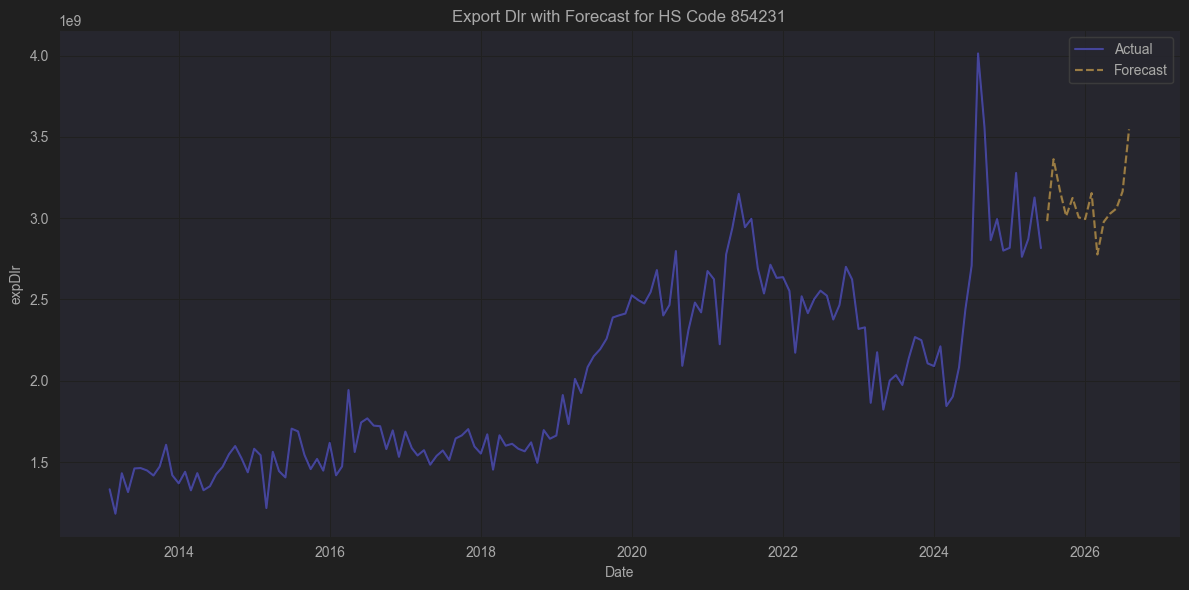 Export Dlr with Forecast for HS Code 854231
1e9
Actual
Forecast
4.0
3.5
3.0
2.5
2.0
1.5
expDlr
2014 2016 2018 2020 2022 2024 2026
Date